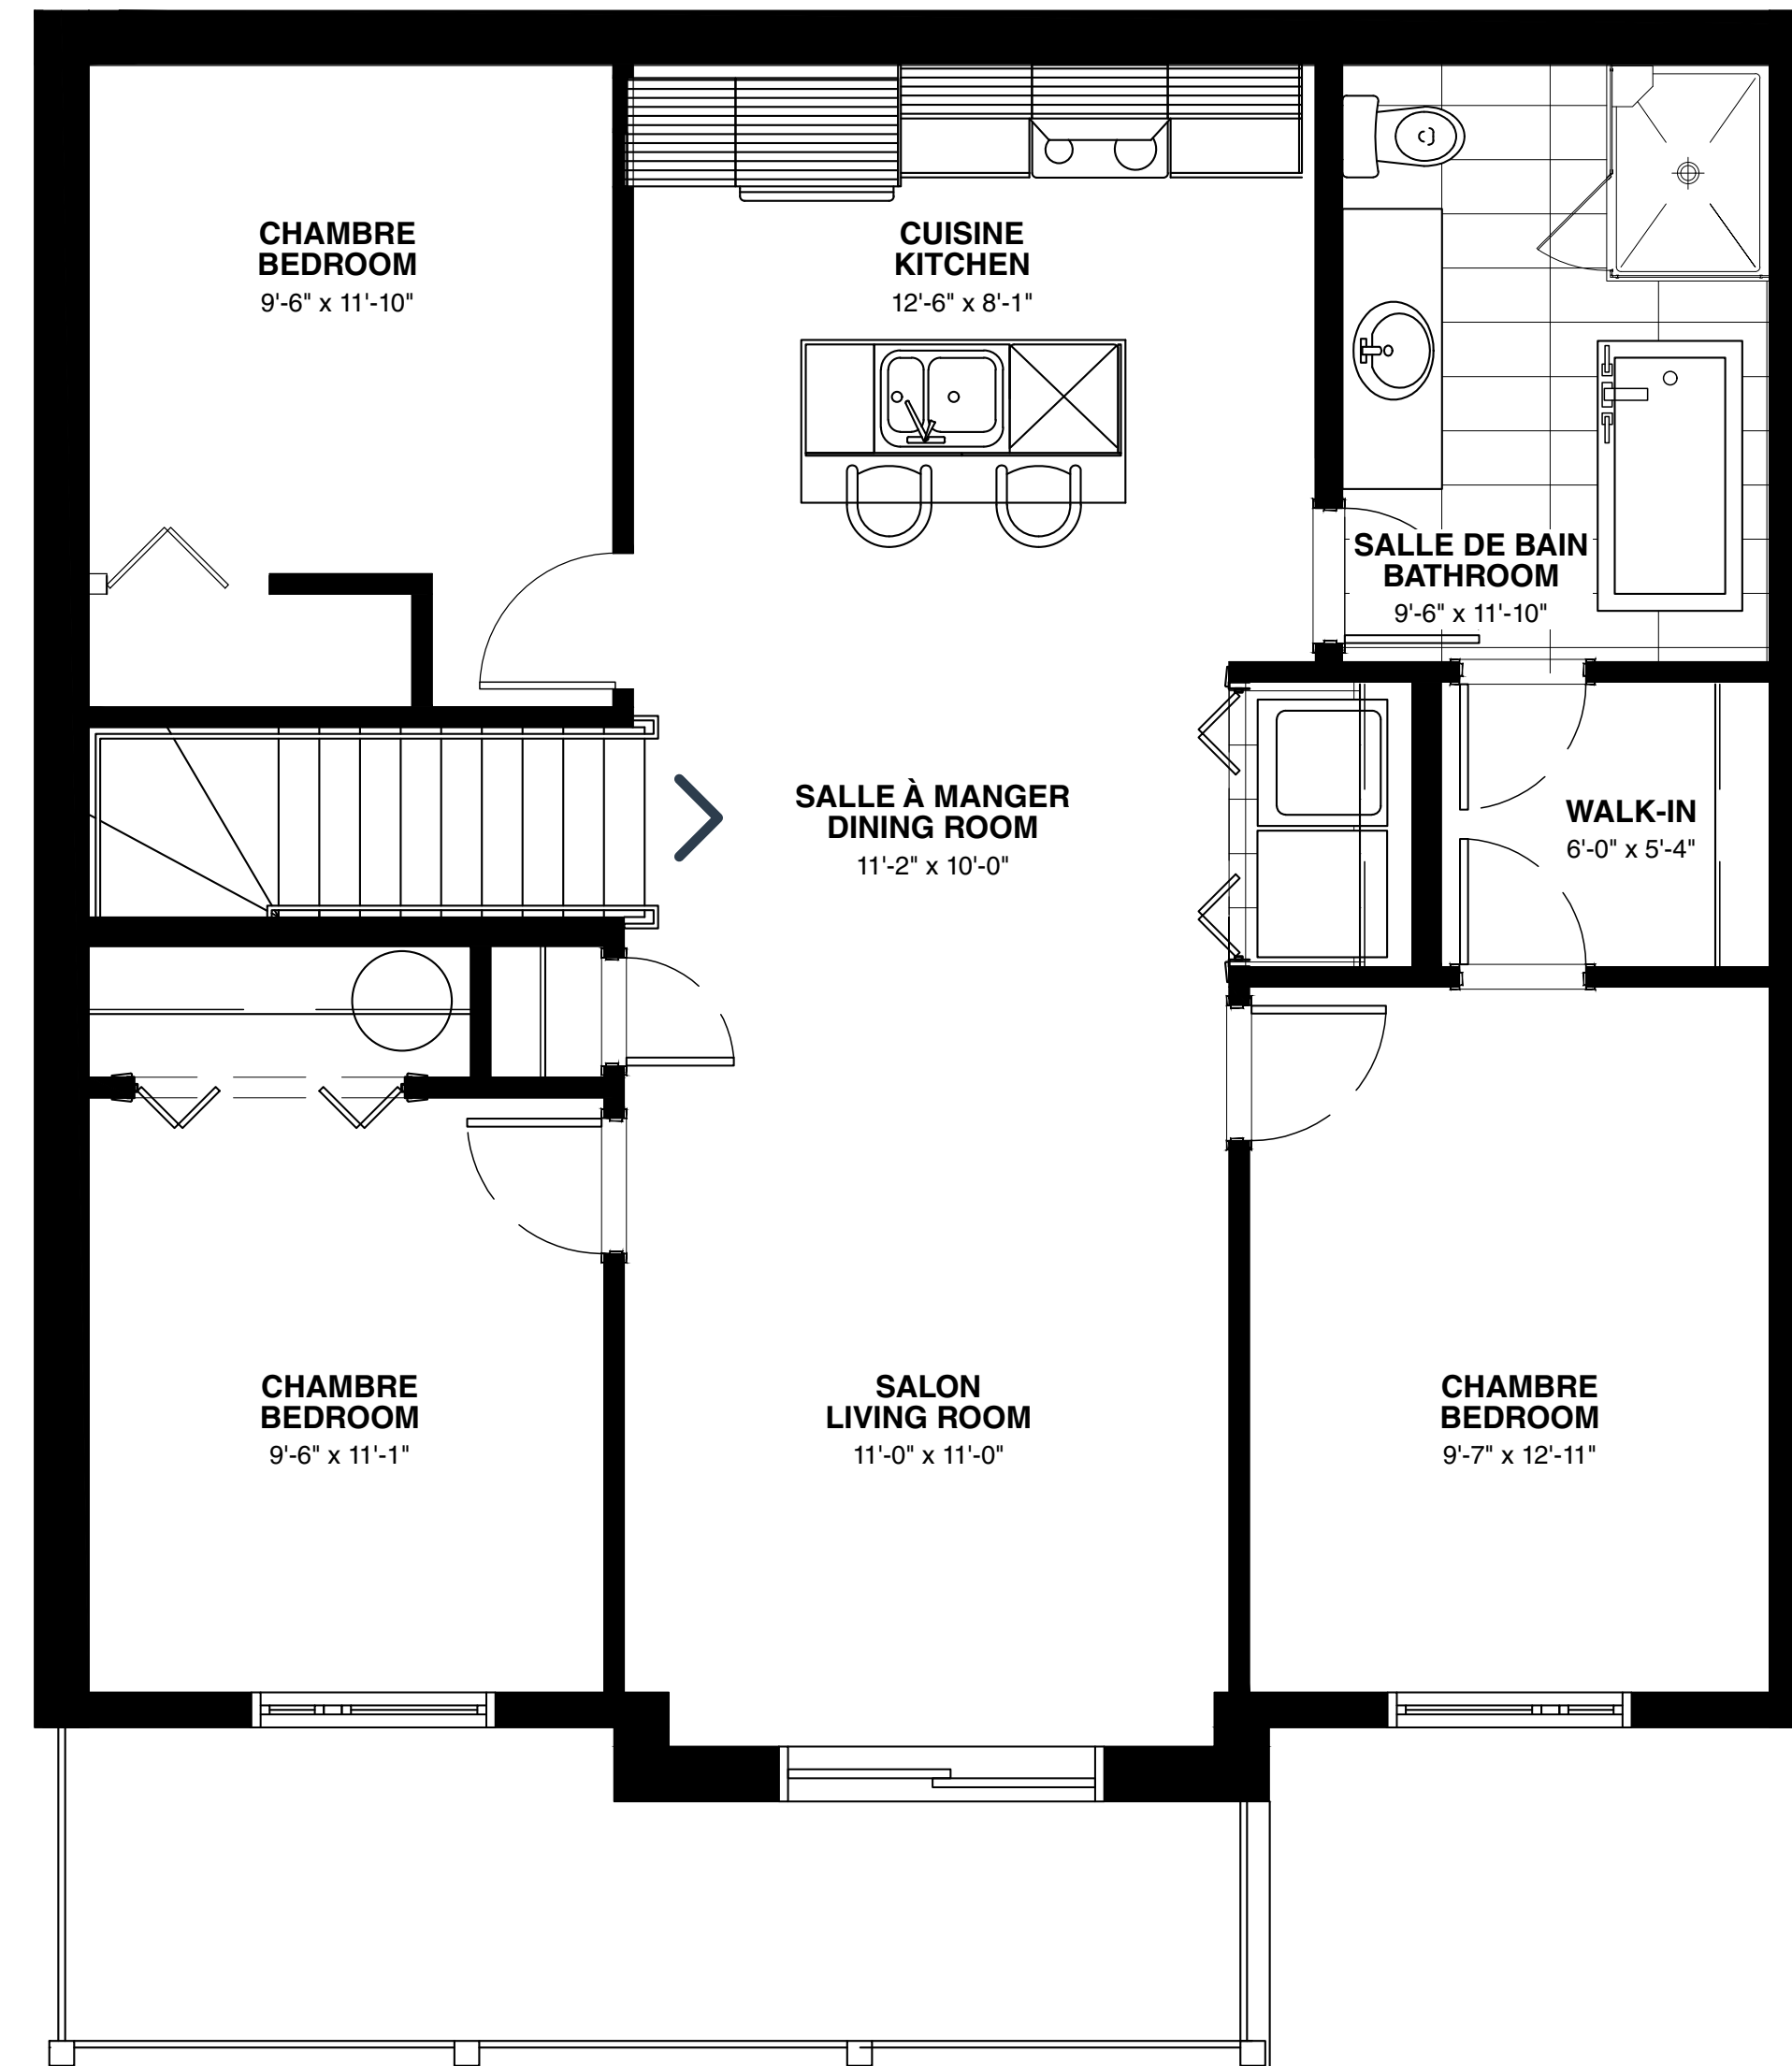 CHAMBRE
BEDROOM
9'-6" x 11'-10"
CUISINE
KITCHEN
12'-6" x 8'-1"
SALLE DE BAIN
BATHROOM
9'-6" x 11'-10"
SALLE À MANGER
DINING ROOM
11'-2" x 10'-0"
WALK-IN
6'-0" x 5'-4"
CHAMBRE
BEDROOM
9'-6" x 11'-1"
SALON
LIVING ROOM
11'-0" x 11'-0"
CHAMBRE
BEDROOM
9'-7" x 12'-11"